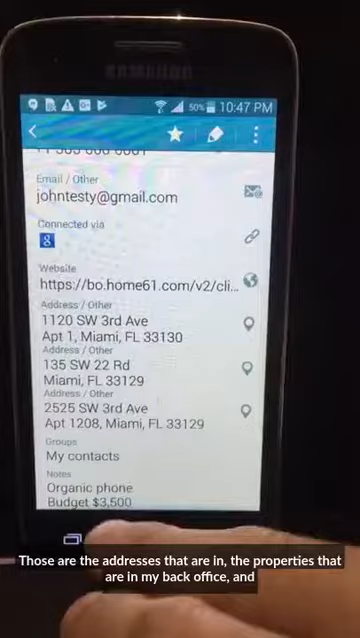 SAMSUNG
50% 10:47 PM
Email / Other
johntesty@gmail.com
Connected via
8
Website
https://bo.home61.com/v2/cli...
Address / Other
1120 SW 3rd Ave
Apt 1, Miami, FL 33130
Address / Other
135 SW 22 Rd
Miami, FL 33129
Address / Other
2525 SW 3rd Ave
Apt 1208, Miami, FL 33129
Groups
My contacts
Notes
Organic phone
Budget $3,500
Those are the addresses that are in, the properties that
are in my back office, and